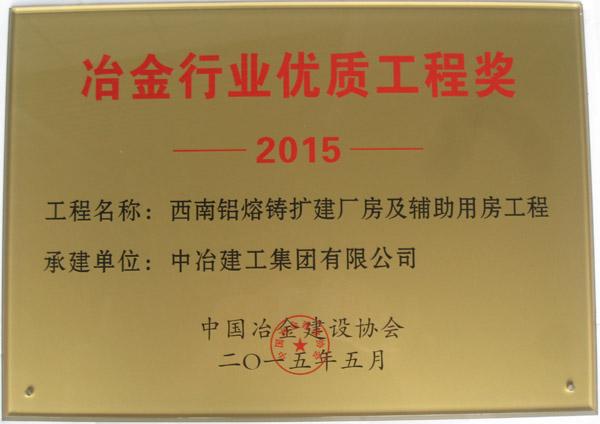 冶金行业优质工程奖
2015
工程名称：西南铝熔铸扩建厂房及辅助用房工程
承建单位：中冶建工集团有限公司
中国冶金建设协会
二〇一五年五月